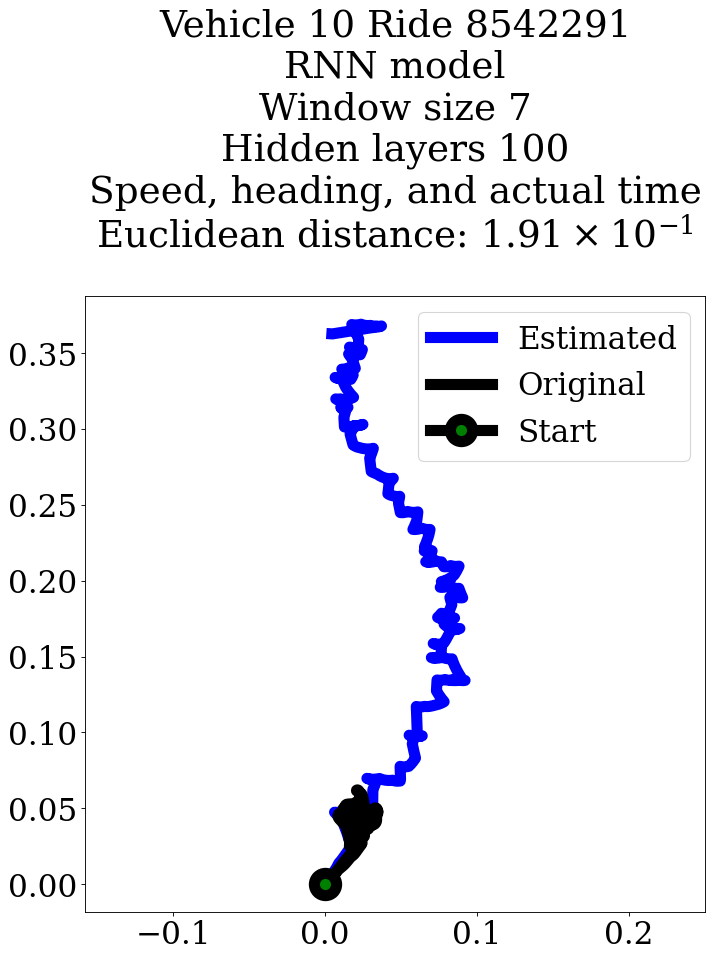 Vehicle 10 Ride 8542291
RNN model
Window size 7
Hidden layers 100
Speed, heading, and actual time
Euclidean distance: 1.91 × 10⁻¹
Estimated
Original
Start
0.35
0.30
0.25
0.20
0.15
0.10
0.05
0.00
−0.1 0.0 0.1 0.2